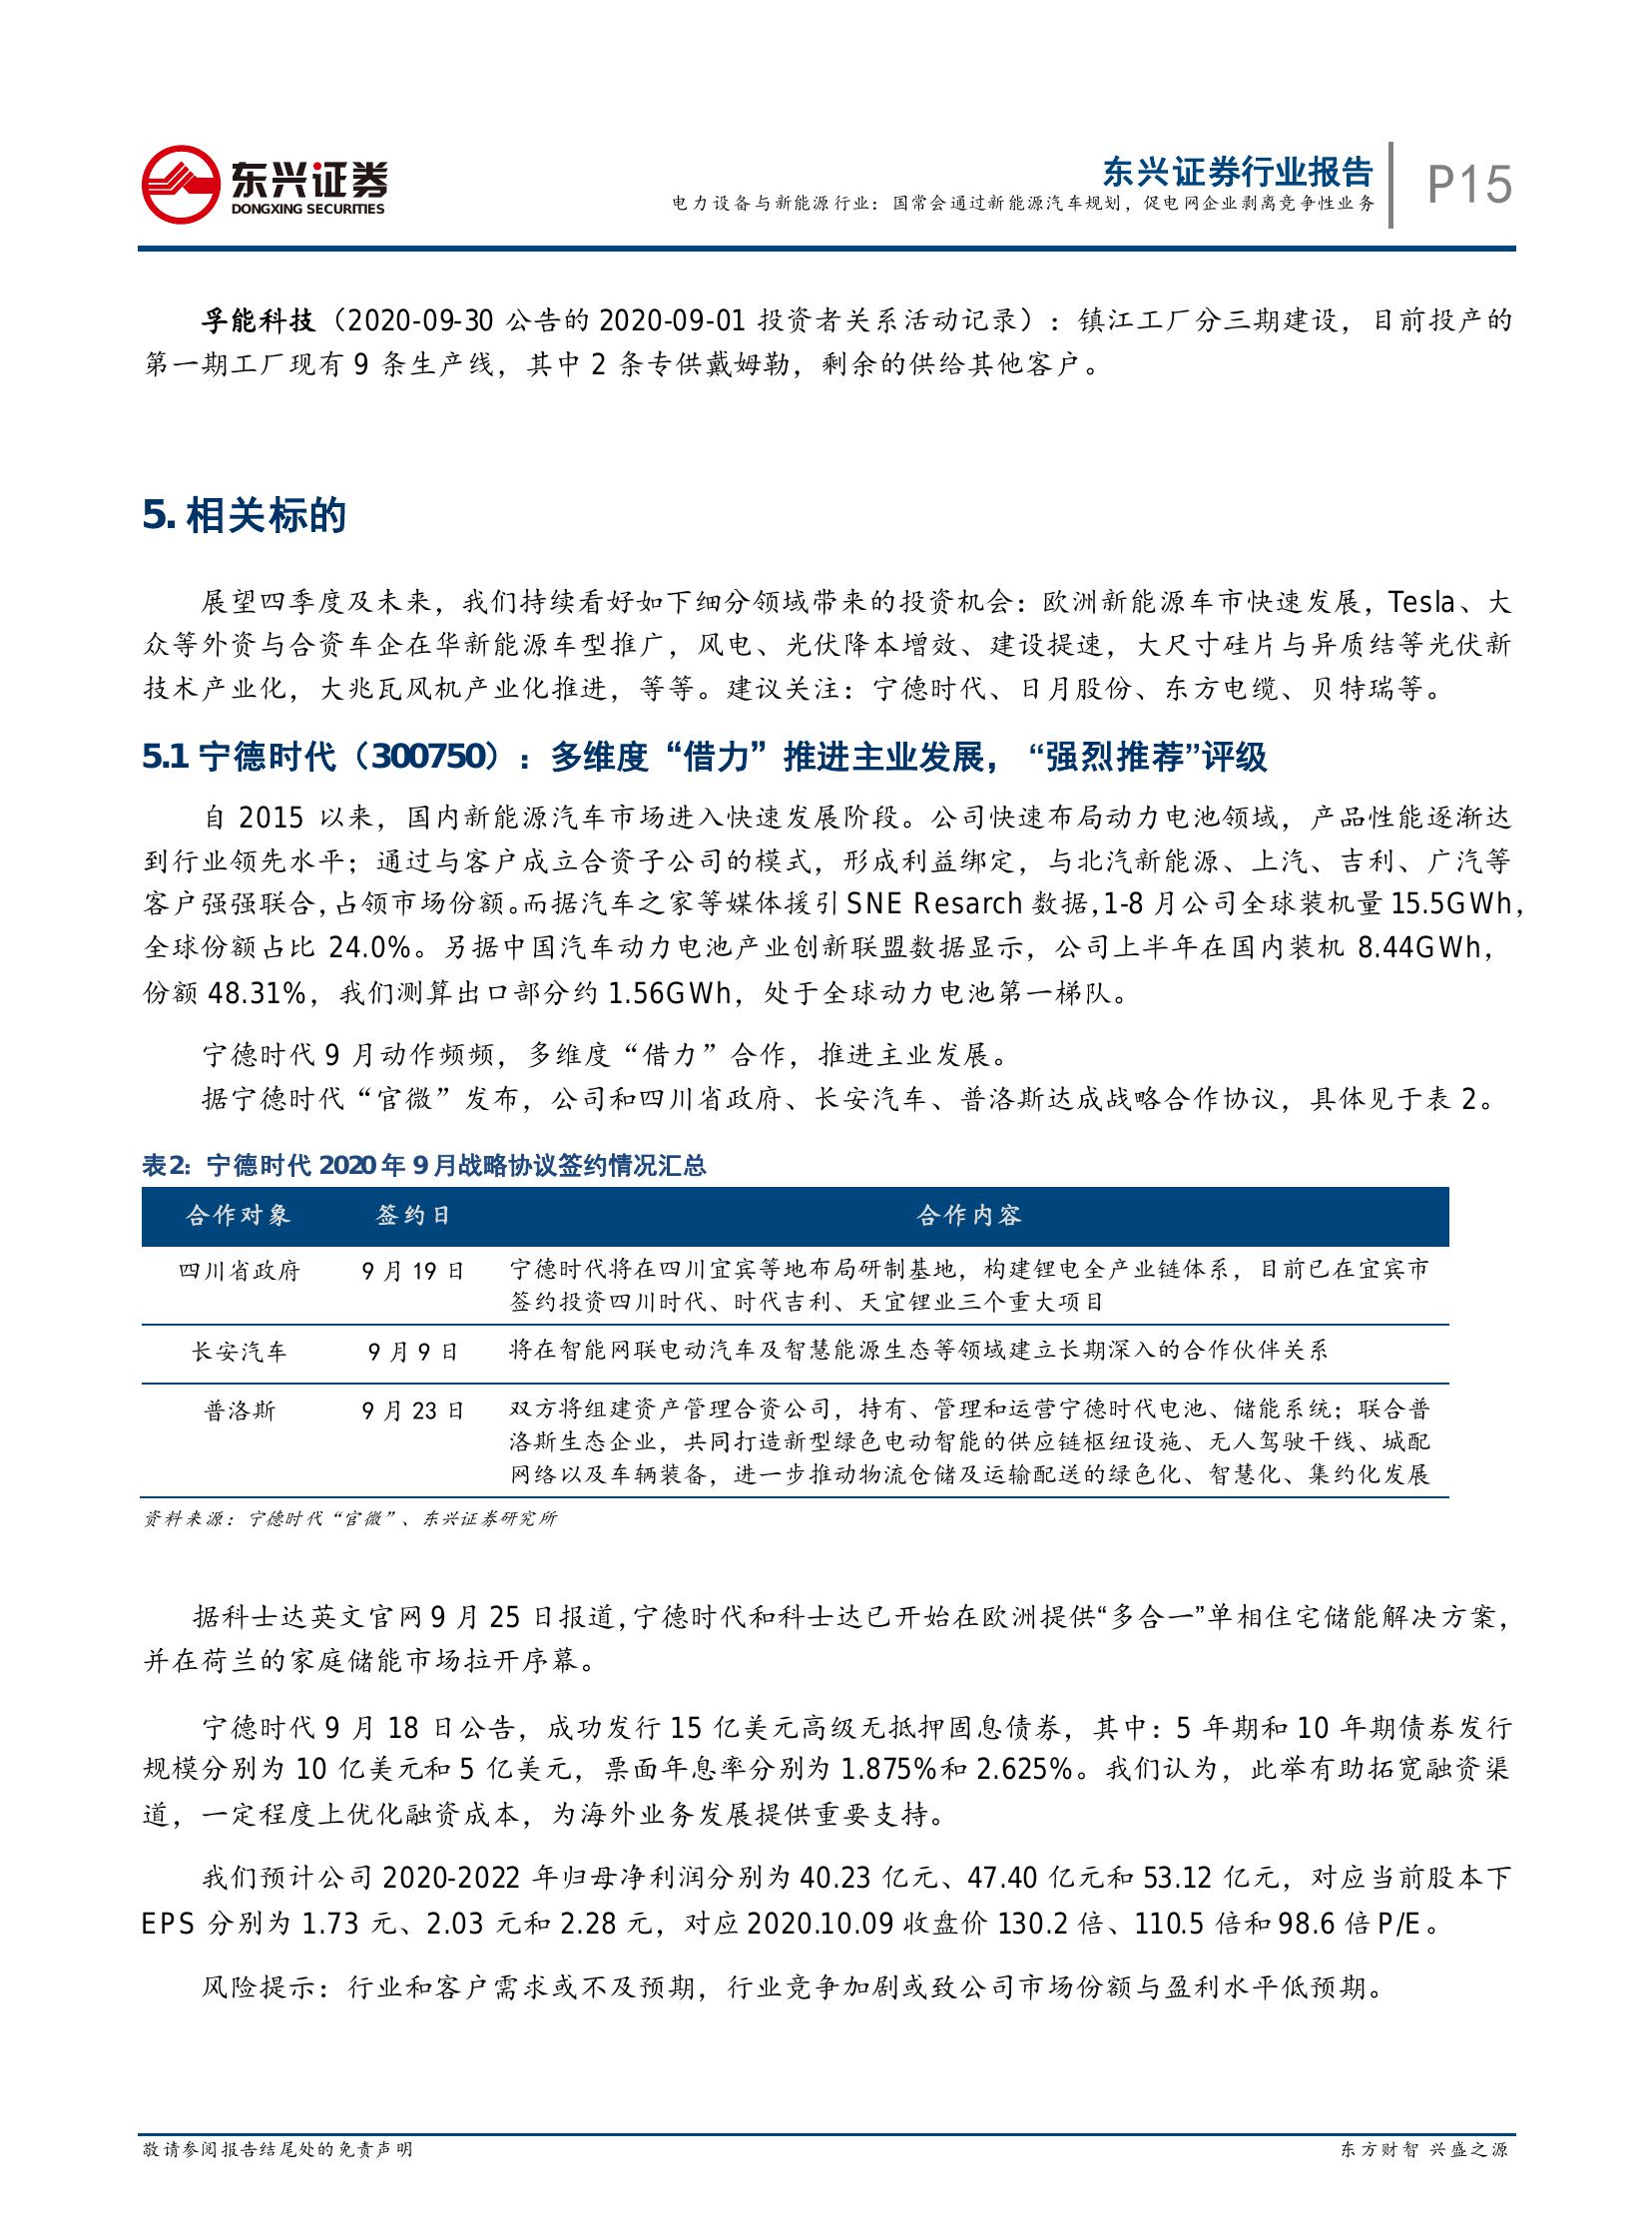 东兴证券
DONGXING SECURITIES
东兴证券行业报告
电力设备与新能源行业：国常会通过新能源汽车规划，促电网企业剥离竞争性业务
P15
孚能科技（2020-09-30 公告的 2020-09-01 投资者关系活动记录）：镇江工厂分三期建设，目前投产的
第一期工厂现有 9 条生产线，其中 2 条专供戴姆勒，剩余的供给其他客户。
5. 相关标的
展望四季度及未来，我们持续看好如下细分领域带来的投资机会：欧洲新能源车市快速发展，Tesla、大
众等外资与合资车企在华新能源车型推广，风电、光伏降本增效、建设提速，大尺寸硅片与异质结等光伏新
技术产业化，大兆瓦风机产业化推进，等等。建议关注：宁德时代、日月股份、东方电缆、贝特瑞等。
5.1 宁德时代（300750）：多维度“借力”推进主业发展，“强烈推荐”评级
自 2015 以来，国内新能源汽车市场进入快速发展阶段。公司快速布局动力电池领域，产品性能逐渐达
到行业领先水平；通过与客户成立合资子公司的模式，形成利益绑定，与北汽新能源、上汽、吉利、广汽等
客户强强联合，占领市场份额。而据汽车之家等媒体援引 SNE Resarch 数据，1-8 月公司全球装机量 15.5GWh，
全球份额占比 24.0%。另据中国汽车动力电池产业创新联盟数据显示，公司上半年在国内装机 8.44GWh，
份额 48.31%，我们测算出口部分约 1.56GWh，处于全球动力电池第一梯队。
宁德时代 9 月动作频频，多维度“借力”合作，推进主业发展。
据宁德时代“官微”发布，公司和四川省政府、长安汽车、普洛斯达成战略合作协议，具体见于表 2。
表2：宁德时代 2020 年 9 月战略协议签约情况汇总
合作对象 签约日 合作内容
四川省政府 9 月 19 日 宁德时代将在四川宜宾等地布局研制基地，构建锂电全产业链体系，目前已在宜宾市
签约投资四川时代、时代吉利、天宜锂业三个重大项目
长安汽车 9 月 9 日 将在智能网联电动汽车及智慧能源生态等领域建立长期深入的合作伙伴关系
普洛斯 9 月 23 日 双方将组建资产管理合资公司，持有、管理和运营宁德时代电池、储能系统；联合普
洛斯生态企业，共同打造新型绿色电动智能的供应链枢纽设施、无人驾驶干线、城配
网络以及车辆装备，进一步推动物流仓储及运输配送的绿色化、智慧化、集约化发展
资料来源：宁德时代“官微”、东兴证券研究所
据科士达英文官网 9 月 25 日报道，宁德时代和科士达已开始在欧洲提供“多合一”单相住宅储能解决方案，
并在荷兰的家庭储能市场拉开序幕。
宁德时代 9 月 18 日公告，成功发行 15 亿美元高级无抵押固息债券，其中：5 年期和 10 年期债券发行
规模分别为 10 亿美元和 5 亿美元，票面年息率分别为 1.875%和 2.625%。我们认为，此举有助拓宽融资渠
道，一定程度上优化融资成本，为海外业务发展提供重要支持。
我们预计公司 2020-2022 年归母净利润分别为 40.23 亿元、47.40 亿元和 53.12 亿元，对应当前股本下
EPS 分别为 1.73 元、2.03 元和 2.28 元，对应 2020.10.09 收盘价 130.2 倍、110.5 倍和 98.6 倍 P/E。
风险提示：行业和客户需求或不及预期，行业竞争加剧或致公司市场份额与盈利水平低预期。
敬请参阅报告结尾处的免责声明
东方财智 兴盛之源